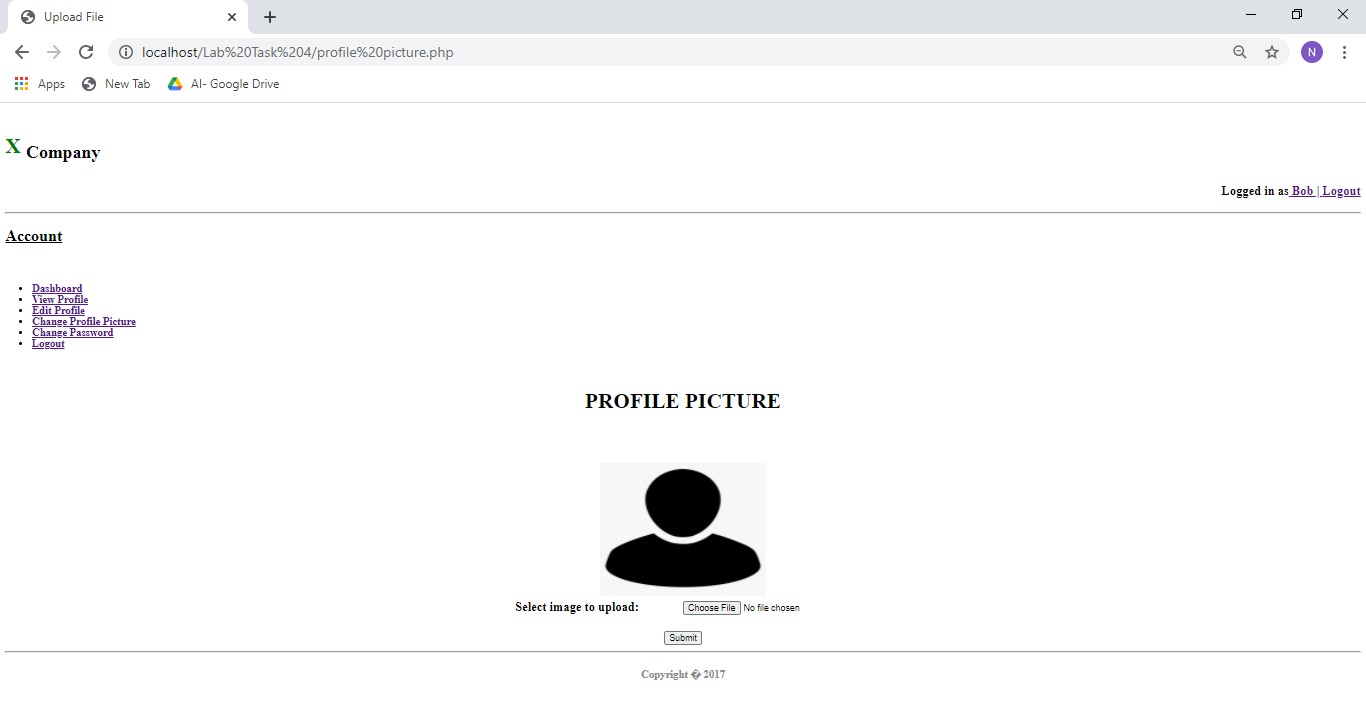 Upload File
localhost/Lab%20Task%204/profile%20picture.php
N
Apps New Tab AI- Google Drive
X Company
Logged in as Bob | Logout
Account
Dashboard
View Profile
Edit Profile
Change Profile Picture
Change Password
Logout
PROFILE PICTURE
Select image to upload: Choose File No file chosen
Submit
Copyright � 2017